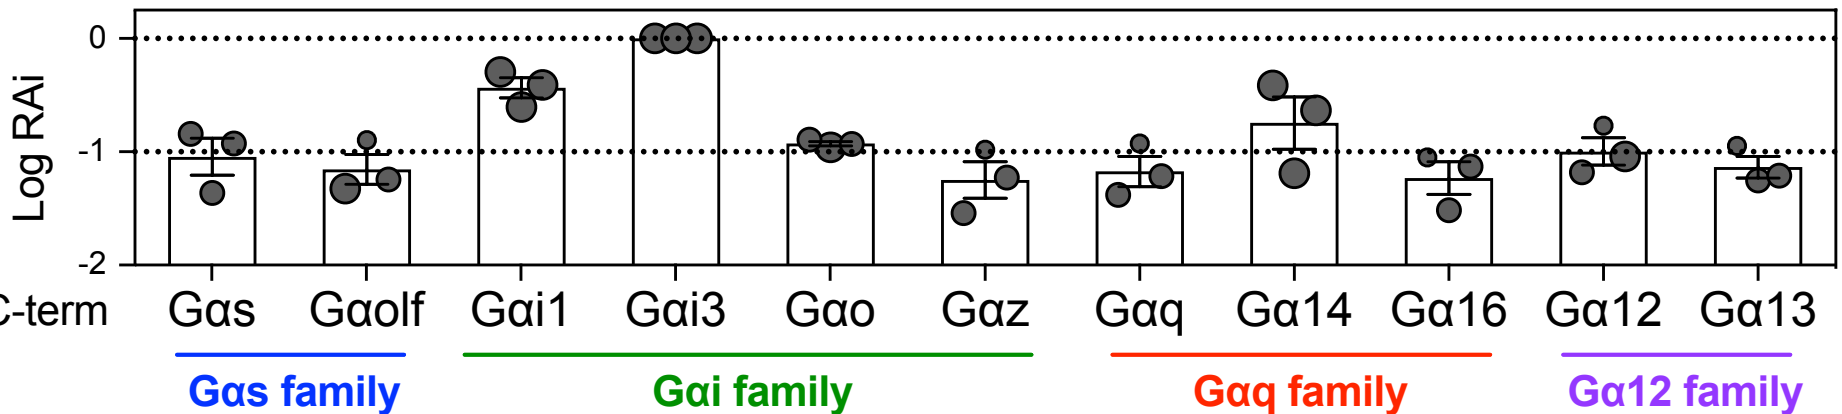 Log RAi
0
-1
-2
C-term Gαs Gαolf Gαi1 Gαi3 Gαo Gαz Gαq Gα14 Gα16 Gα12 Gα13
Gαs family Gαi family Gαq family Gα12 family